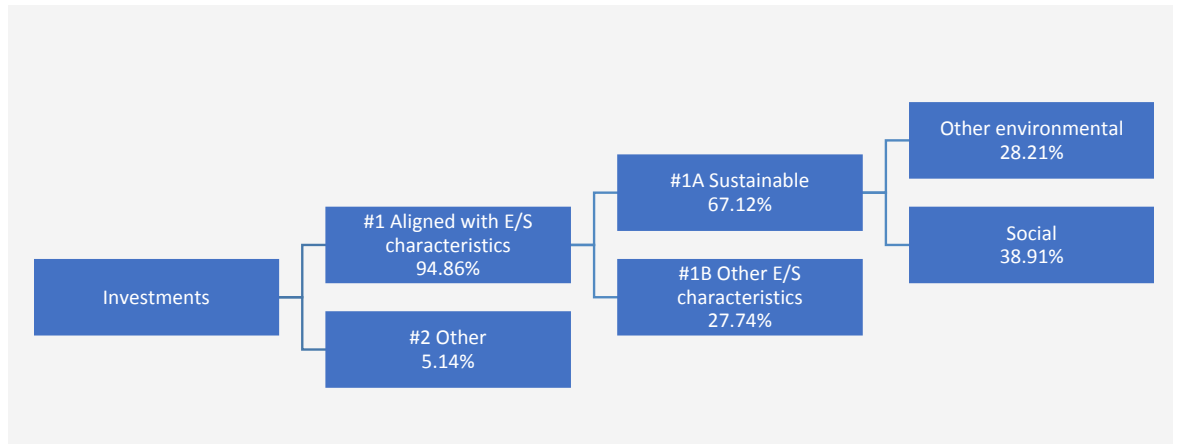 Investments
#1 Aligned with E/S
characteristics
94.86%
#2 Other
5.14%
#1A Sustainable
67.12%
#1B Other E/S
characteristics
27.74%
Other environmental
28.21%
Social
38.91%